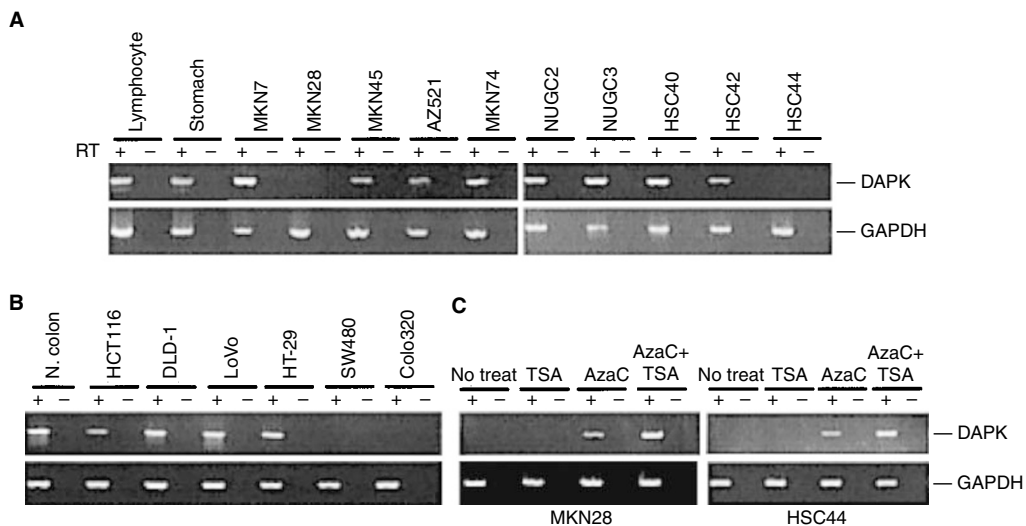 A
Lymphocyte
Stomach
MKN7
MKN28
MKN45
AZ521
MKN74
NUGC2
NUGC3
HSC40
HSC42
HSC44
RT + − + − + − + − + − + − + − + − + − + − + − + −
— DAPK
— GAPDH
B
N. colon
HCT116
DLD-1
LoVo
HT-29
SW480
Colo320
+ − + − + − + − + − + − + −
C
No treat TSA AzaC AzaC+ TSA
+ − + − + − + −
No treat TSA AzaC AzaC+ TSA
+ − + − + − + −
— DAPK
— GAPDH
MKN28
HSC44